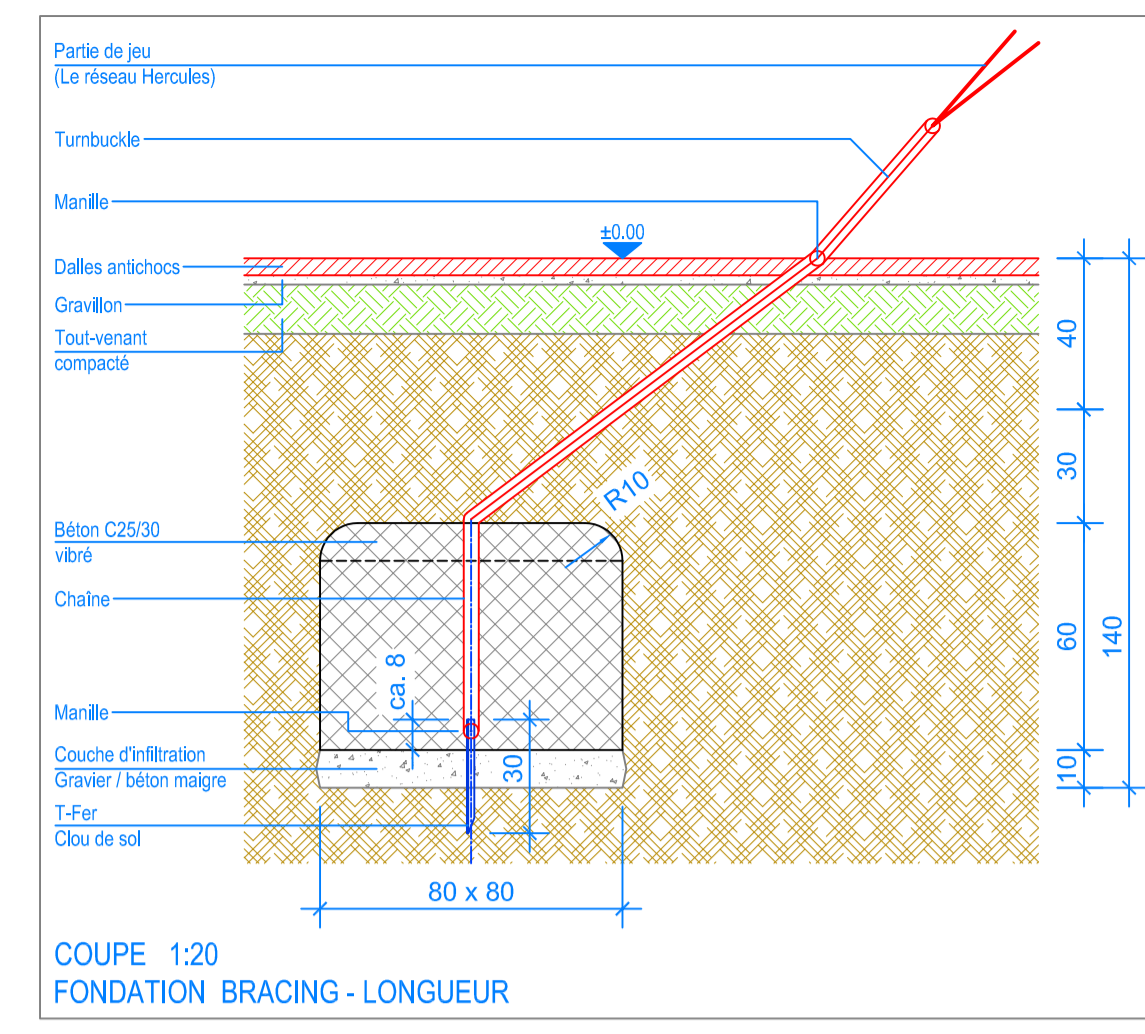 Partie de jeu
(Le réseau Hercules)
Turnbuckle
Manille
±0.00
Dalles antichocs
Gravillon
Tout-venant
compacté
40
30
R10
Béton C25/30
vibré
Chaîne
60
140
ca. 8
Manille
Couche d'infiltration
Gravier / béton maigre
30
10
T-Fer
Clou de sol
80 x 80
COUPE 1:20
FONDATION BRACING - LONGUEUR